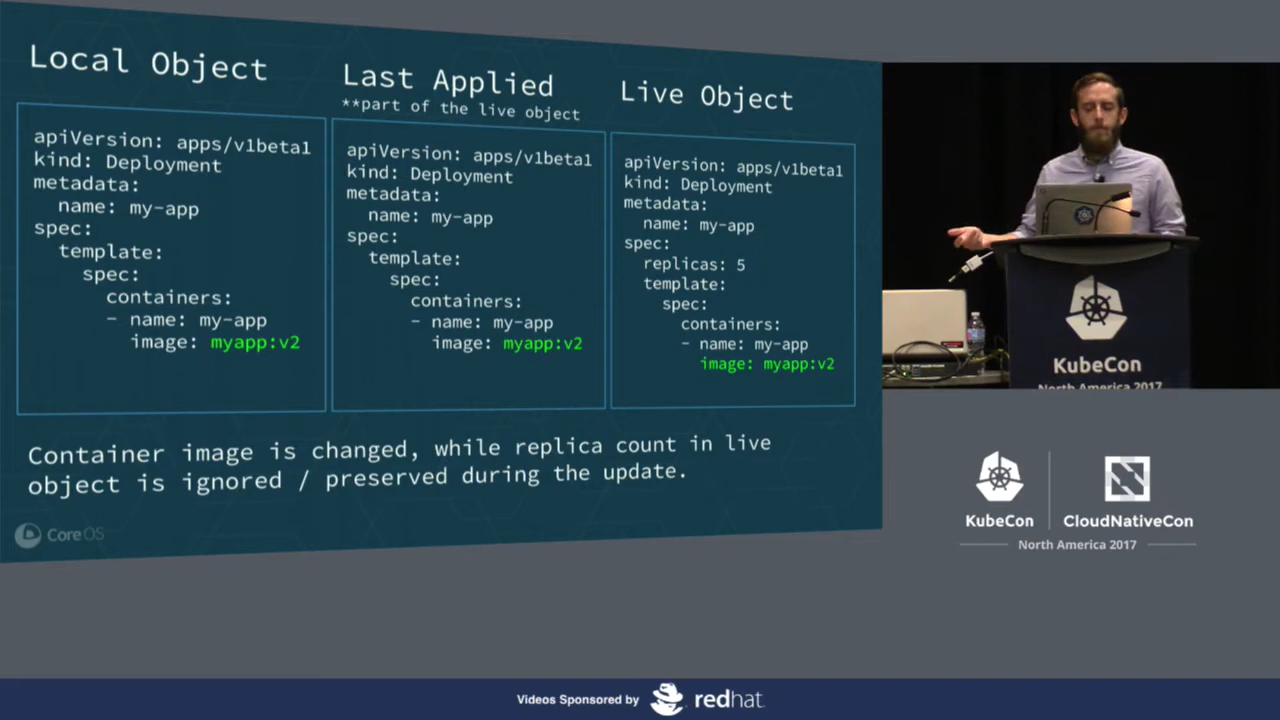 Local Object
apiVersion: apps/v1beta1
kind: Deployment
metadata:
  name: my-app
spec:
  template:
    spec:
      containers:
      - name: my-app
        image: myapp:v2
Last Applied
**part of the live object
apiVersion: apps/v1beta1
kind: Deployment
metadata:
  name: my-app
spec:
  template:
    spec:
      containers:
      - name: my-app
        image: myapp:v2
Live Object
apiVersion: apps/v1beta1
kind: Deployment
metadata:
  name: my-app
spec:
  replicas: 5
  template:
    spec:
      containers:
      - name: my-app
        image: myapp:v2
Container image is changed, while replica count in live
object is ignored / preserved during the update.
CoreOS
KubeCon
North America 2017
KubeCon
CloudNativeCon
North America 2017
Videos Sponsored by
redhat